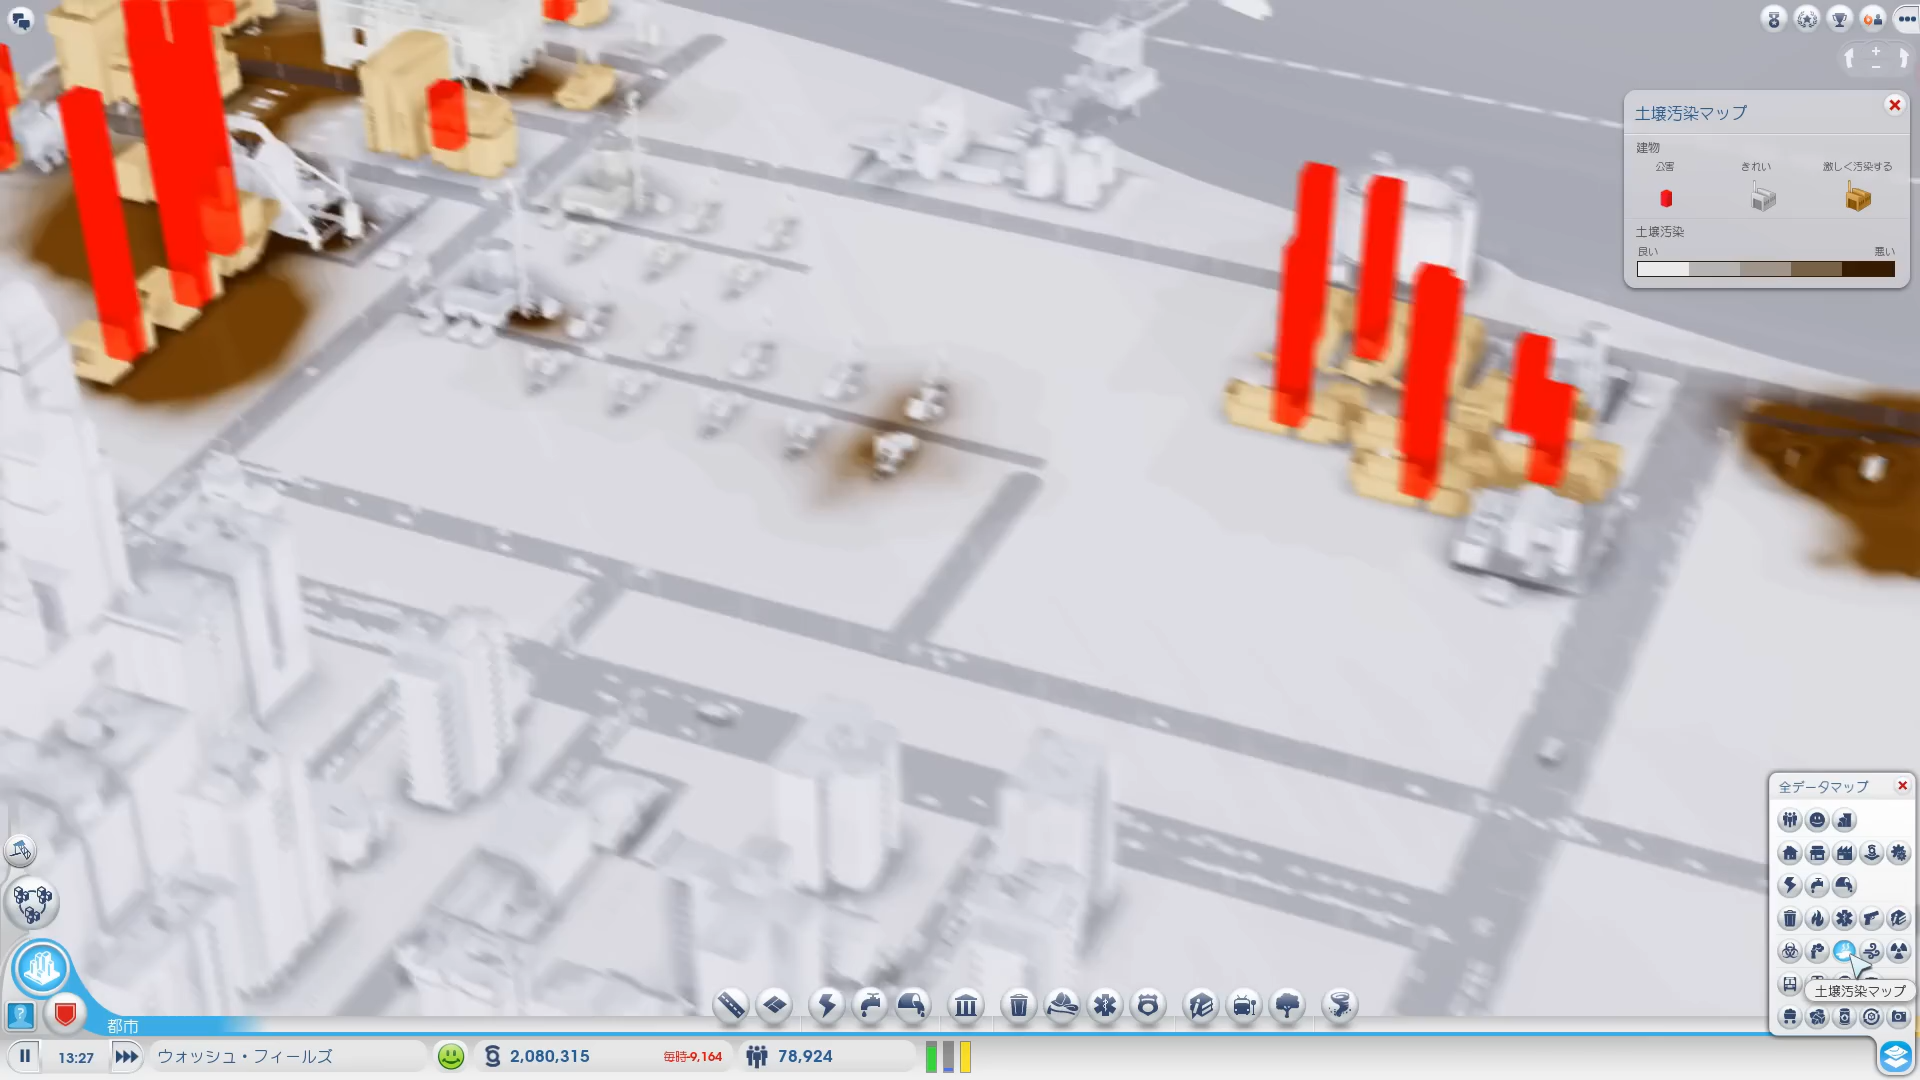 土壌汚染マップ
建物
公害 きれい 激しく汚染する
土壌汚染
良い 悪い
全データマップ
土壌汚染マップ
都市
13:27 ウォッシュ・フィールズ 2,080,315 毎時-9,164 78,924